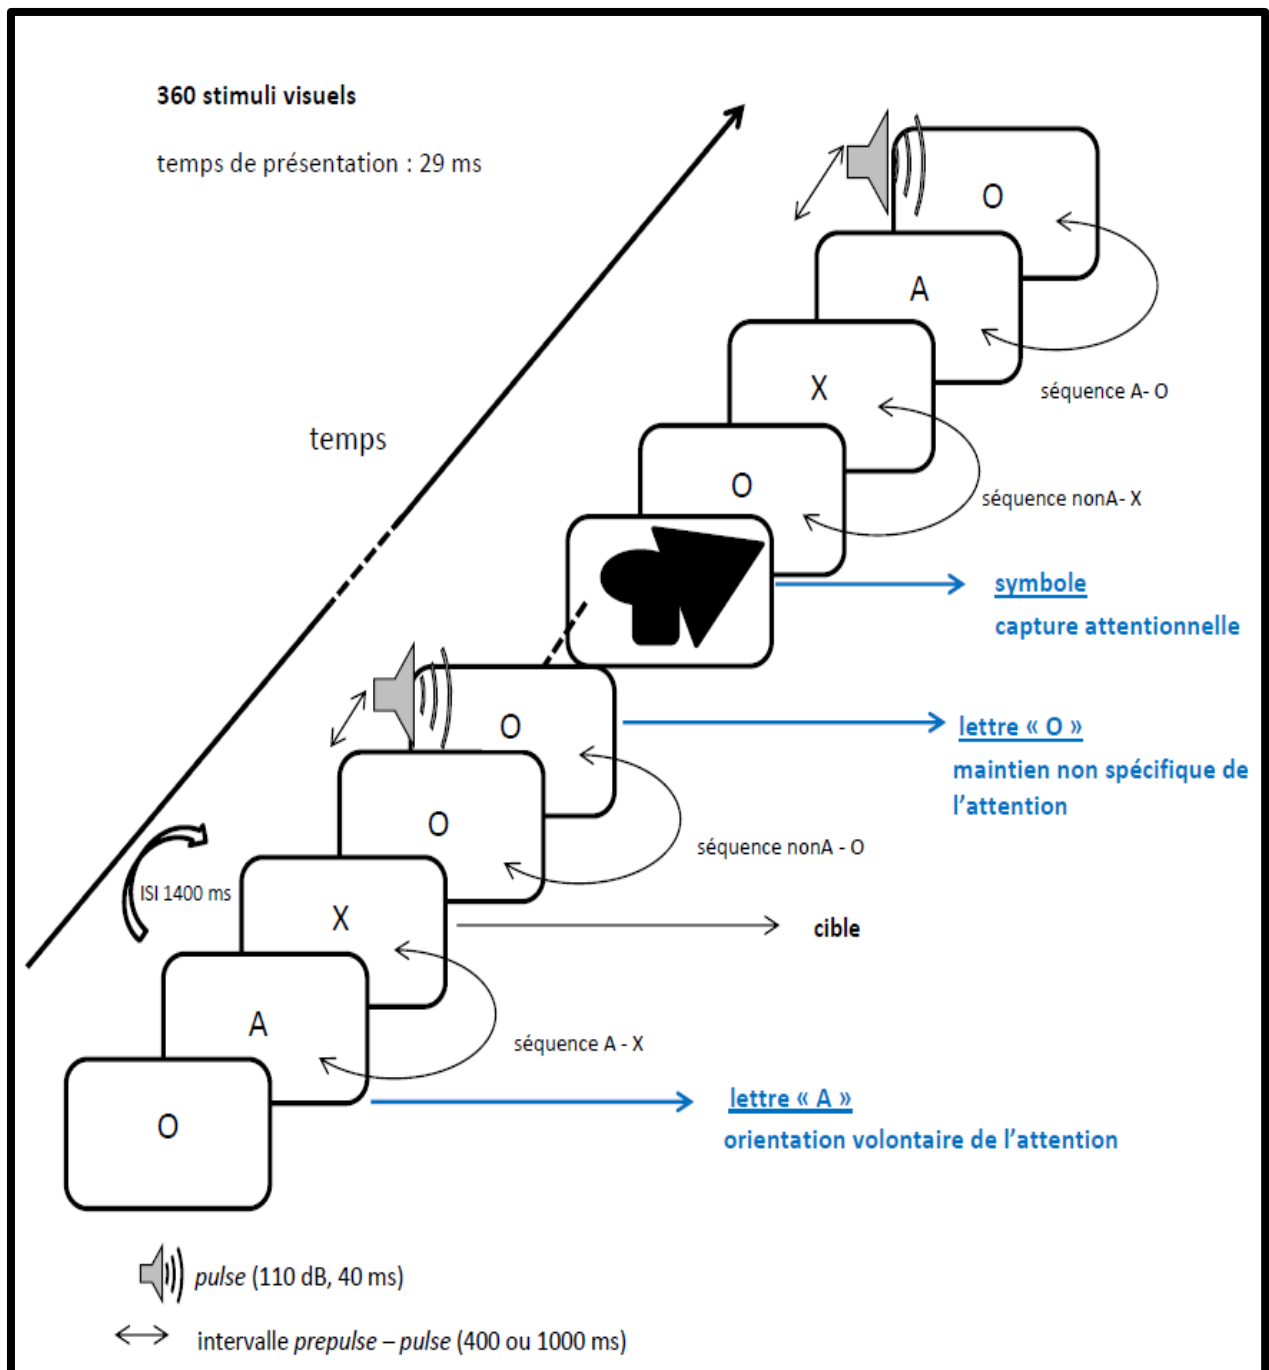 360 stimuli visuels
temps de présentation : 29 ms
O
A
séquence A- O
X
temps
O
séquence nonA- X
symbole
capture attentionnelle
O
lettre « O »
maintien non spécifique de
l’attention
O
séquence nonA - O
ISI 1400 ms
X
cible
A
séquence A - X
lettre « A »
O
orientation volontaire de l’attention
pulse (110 dB, 40 ms)
intervalle prepulse – pulse (400 ou 1000 ms)